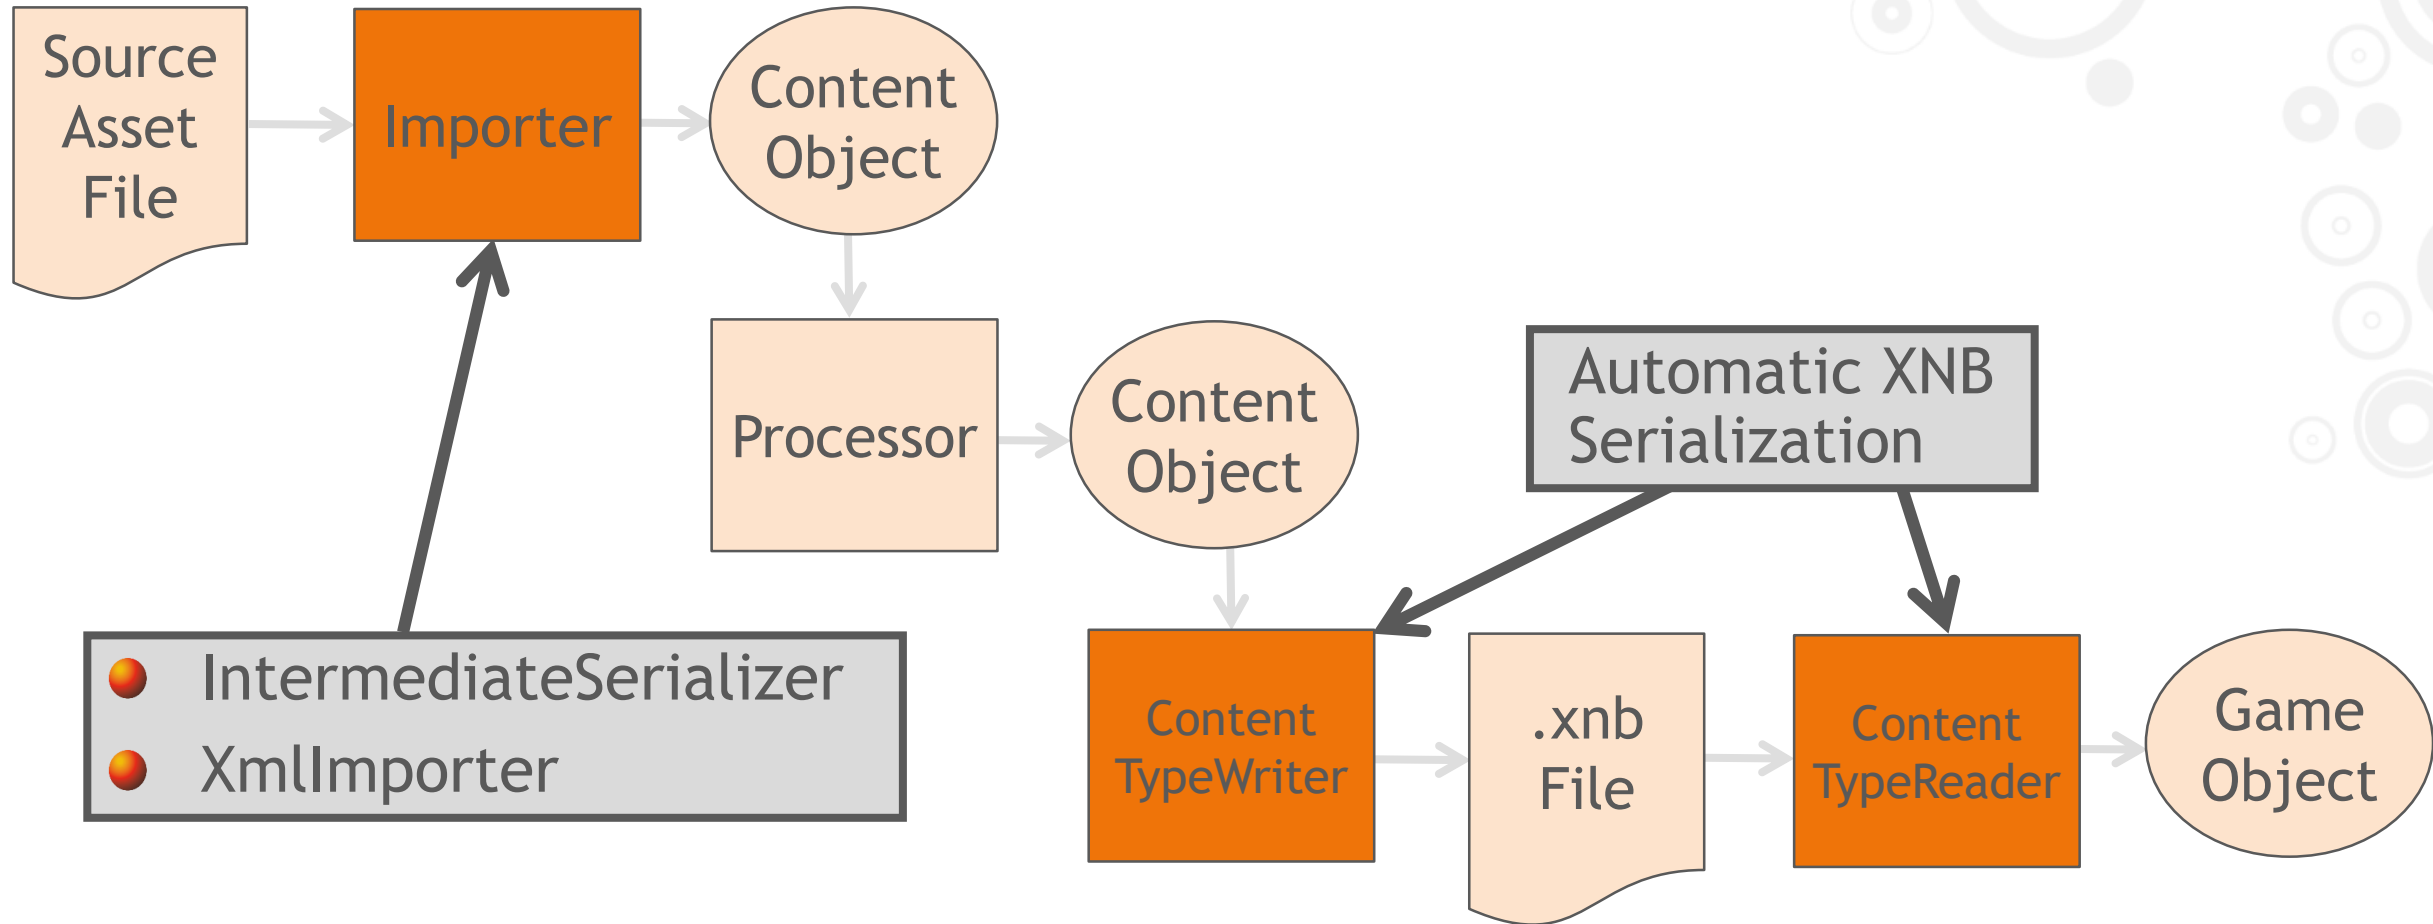 Source
Asset
File
Importer
Content
Object
Processor
Content
Object
Automatic XNB
Serialization
IntermediateSerializer
XmlImporter
Content
TypeWriter
.xnb
File
Content
TypeReader
Game
Object